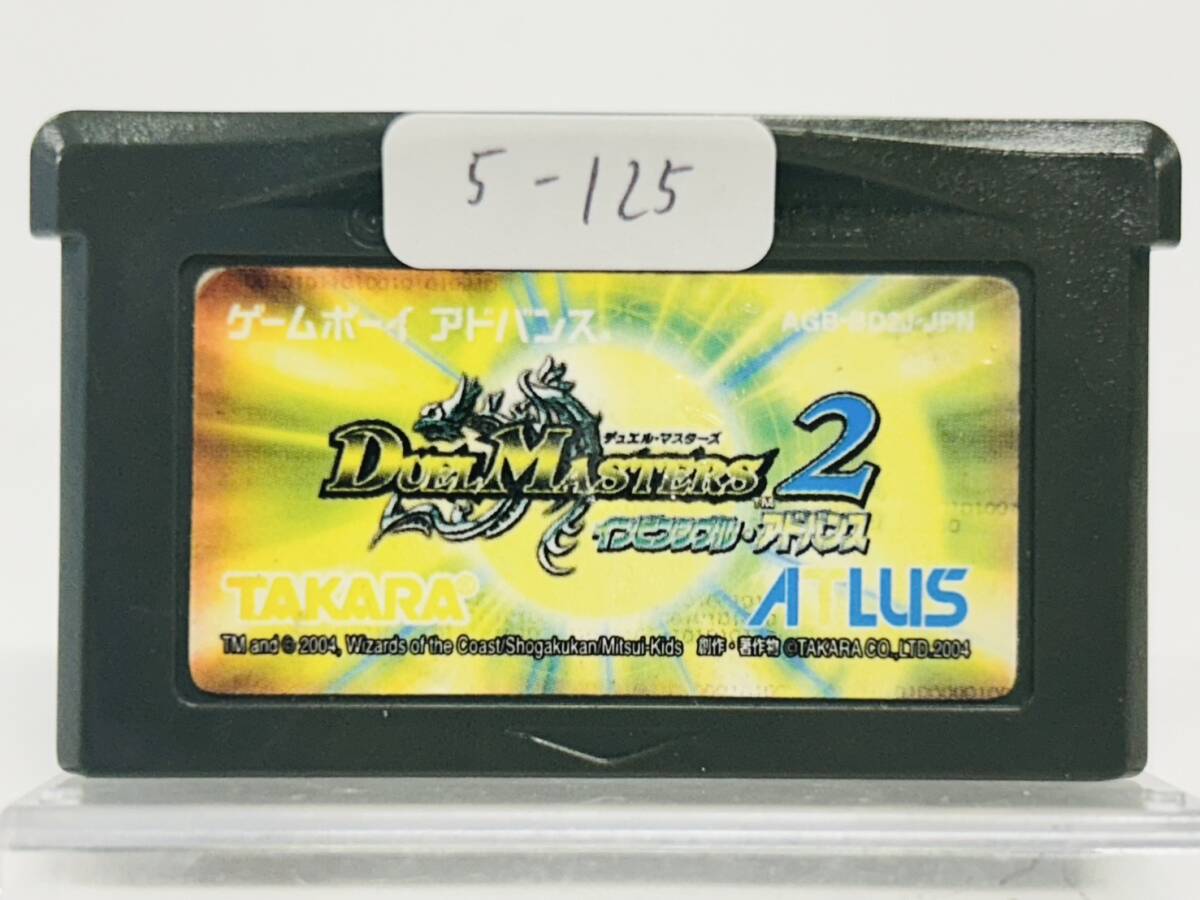 5-125
ゲームボーイ アドバンス
AGB-BD2J-JPN
デュエル・マスターズ
DUEL MASTERS 2
TM
インビンシブル・アドバンス
TAKARA®
ATLUS
TM and © 2004, Wizards of the Coast/Shogakukan/Mitsui-Kids 創作・著作物 ©TAKARA CO.,LTD.2004